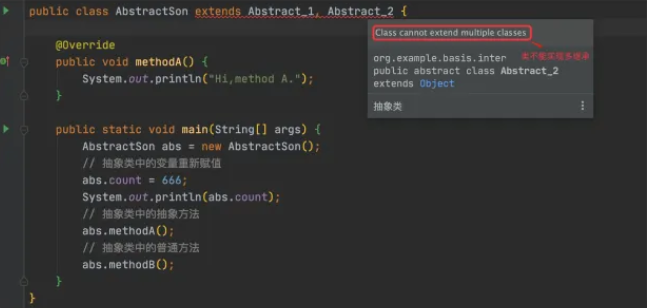 public class AbstractSon extends Abstract_1, Abstract_2 {
@Override
public void methodA() {
System.out.println("Hi,method A.");
}
public static void main(String[] args) {
AbstractSon abs = new AbstractSon();
// 抽象类中的变量重新赋值
abs.count = 666;
System.out.println(abs.count);
// 抽象类中的抽象方法
abs.methodA();
// 抽象类中的普通方法
abs.methodB();
}
}
Class cannot extend multiple classes
类不能实现多继承
org.example.basis.inter
public abstract class Abstract_2
extends Object
抽象类